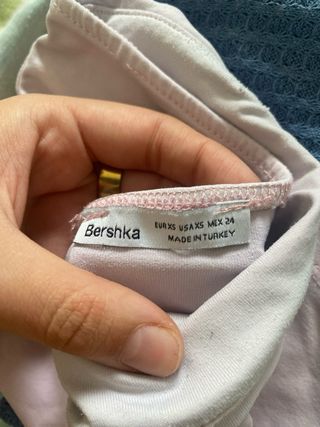 Bershka
EUR XS USA XS MEX 24
MADE IN TURKEY